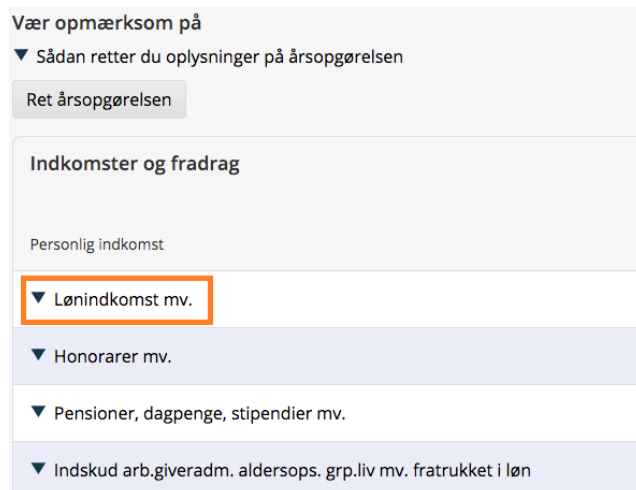 Vær opmærksom på
Sådan retter du oplysninger på årsopgørelsen
Ret årsopgørelsen
Indkomster og fradrag
Personlig indkomst
Lønindkomst mv.
Honorarer mv.
Pensioner, dagpenge, stipendier mv.
Indskud arb.giveradm. aldersops. grp.liv mv. fratrukket i løn